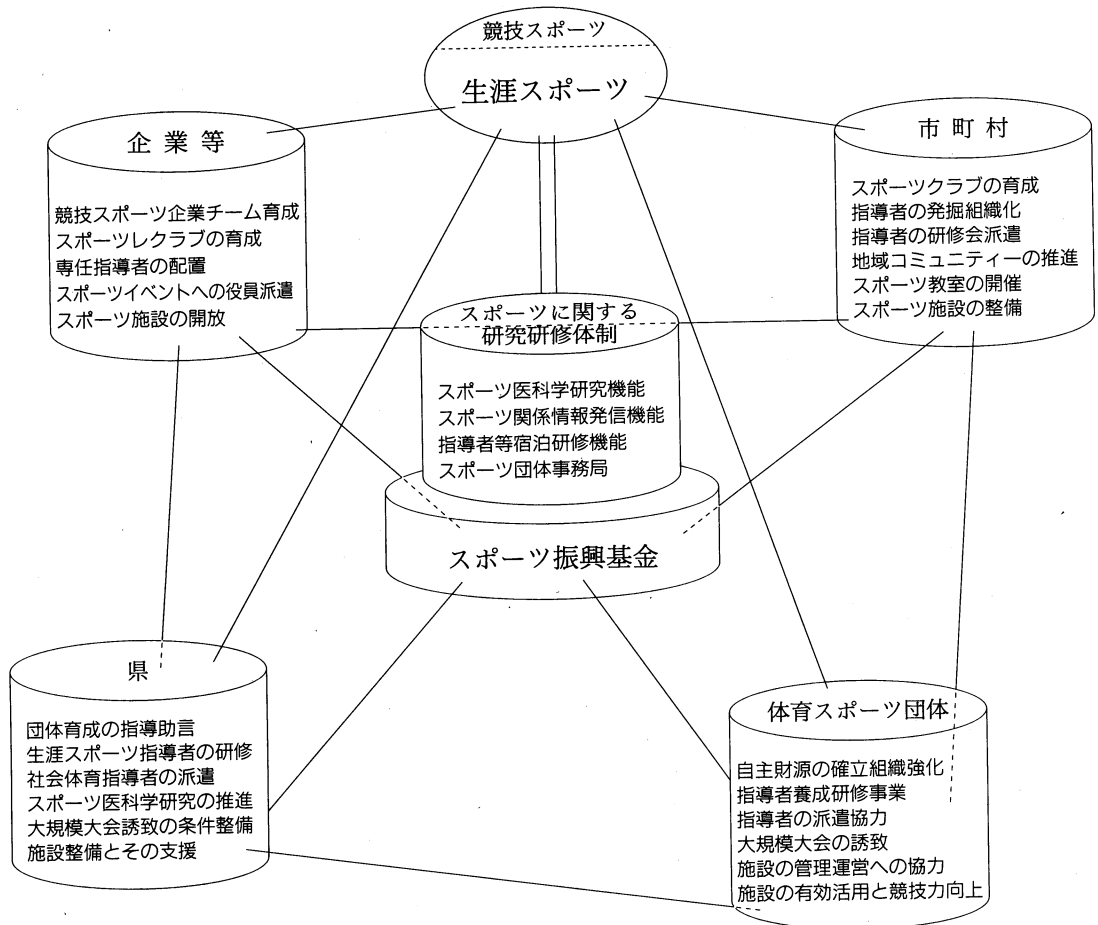 競技スポーツ
生涯スポーツ
企業等
競技スポーツ企業チーム育成
スポーツレクラブの育成
専任指導者の配置
スポーツイベントへの役員派遣
スポーツ施設の開放
市町村
スポーツクラブの育成
指導者の発掘組織化
指導者の研修会派遣
地域コミュニティーの推進
スポーツ教室の開催
スポーツ施設の整備
スポーツに関する
研究研修体制
スポーツ医科学研究機能
スポーツ関係情報発信機能
指導者等宿泊研修機能
スポーツ団体事務局
スポーツ振興基金
県
団体育成の指導助言
生涯スポーツ指導者の研修
社会体育指導者の派遣
スポーツ医科学研究の推進
大規模大会誘致の条件整備
施設整備とその支援
体育スポーツ団体
自主財源の確立組織強化
指導者養成研修事業
指導者の派遣協力
大規模大会の誘致
施設の管理運営への協力
施設の有効活用と競技力向上